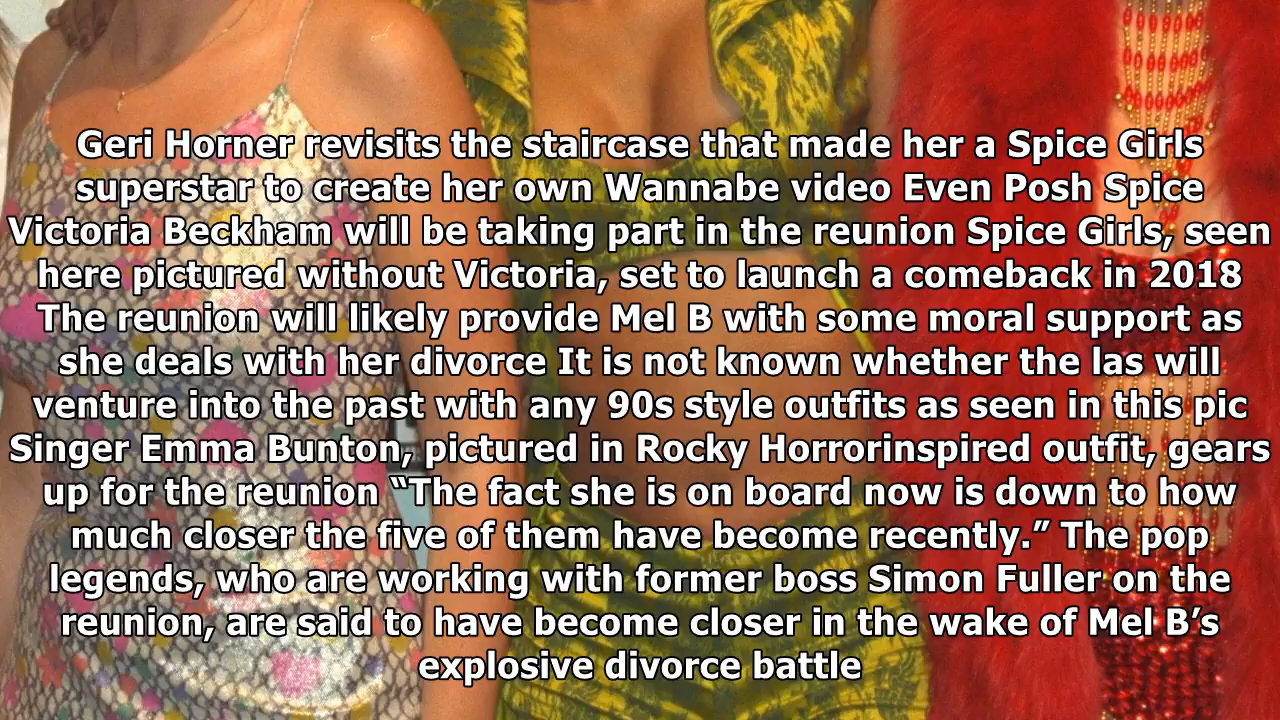 Geri Horner revisits the staircase that made her a Spice Girls
superstar to create her own Wannabe video Even Posh Spice
Victoria Beckham will be taking part in the reunion Spice Girls, seen
here pictured without Victoria, set to launch a comeback in 2018
The reunion will likely provide Mel B with some moral support as
she deals with her divorce It is not known whether the las will
venture into the past with any 90s style outfits as seen in this pic
Singer Emma Bunton, pictured in Rocky Horrorinspired outfit, gears
up for the reunion “The fact she is on board now is down to how
much closer the five of them have become recently.” The pop
legends, who are working with former boss Simon Fuller on the
reunion, are said to have become closer in the wake of Mel B’s
explosive divorce battle